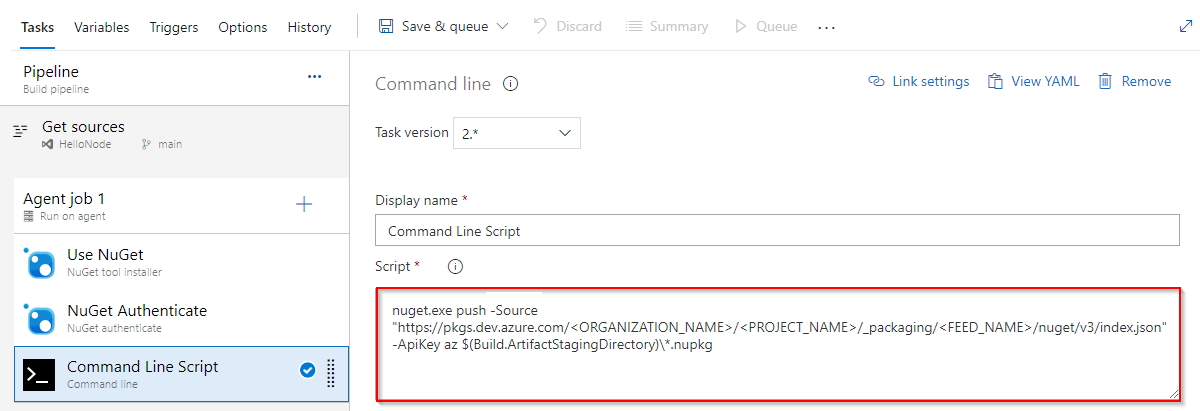 Tasks Variables Triggers Options History Save & queue Discard Summary Queue ...
Pipeline ...
Build pipeline
Get sources
HelloNode main
Agent job 1 +
Run on agent
Use NuGet
NuGet tool installer
NuGet Authenticate
NuGet authenticate
Command Line Script
Command line
Command line Link settings View YAML Remove
Task version 2.*
Display name *
Command Line Script
Script *
nuget.exe push -Source
"https://pkgs.dev.azure.com/<ORGANIZATION_NAME>/<PROJECT_NAME>/_packaging/<FEED_NAME>/nuget/v3/index.json"
-ApiKey az $(Build.ArtifactStagingDirectory)\*.nupkg